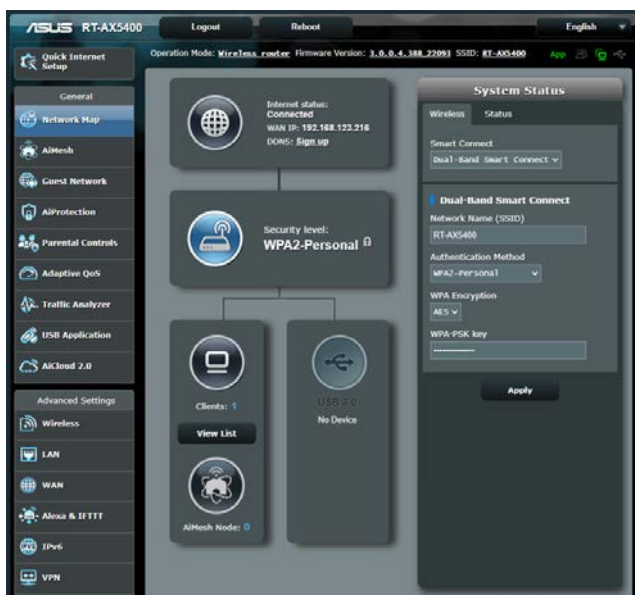 ASUS RT-AX5400
Logout
Reboot
English
Quick Internet
Setup
Operation Mode: Wireless router Firmware Version: 3.0.0.4.388_22093 SSID: RT-AX5400
App
General
Network Map
AiMesh
Guest Network
AiProtection
Parental Controls
Adaptive QoS
Traffic Analyzer
USB Application
AiCloud 2.0
Advanced Settings
Wireless
LAN
WAN
Alexa & IFTTT
IPv6
VPN
Internet status:
Connected
WAN IP: 192.168.123.216
DDNS: Sign up
Security level:
WPA2-Personal
Clients: 1
View List
AiMesh Node: 0
USB 3.0
No Device
System Status
Wireless
Status
Smart Connect
Dual-Band Smart Connect
Dual-Band Smart Connect
Network Name (SSID)
RT-AX5400
Authentication Method
WPA2-Personal
WPA Encryption
AES
WPA-PSK key
Apply